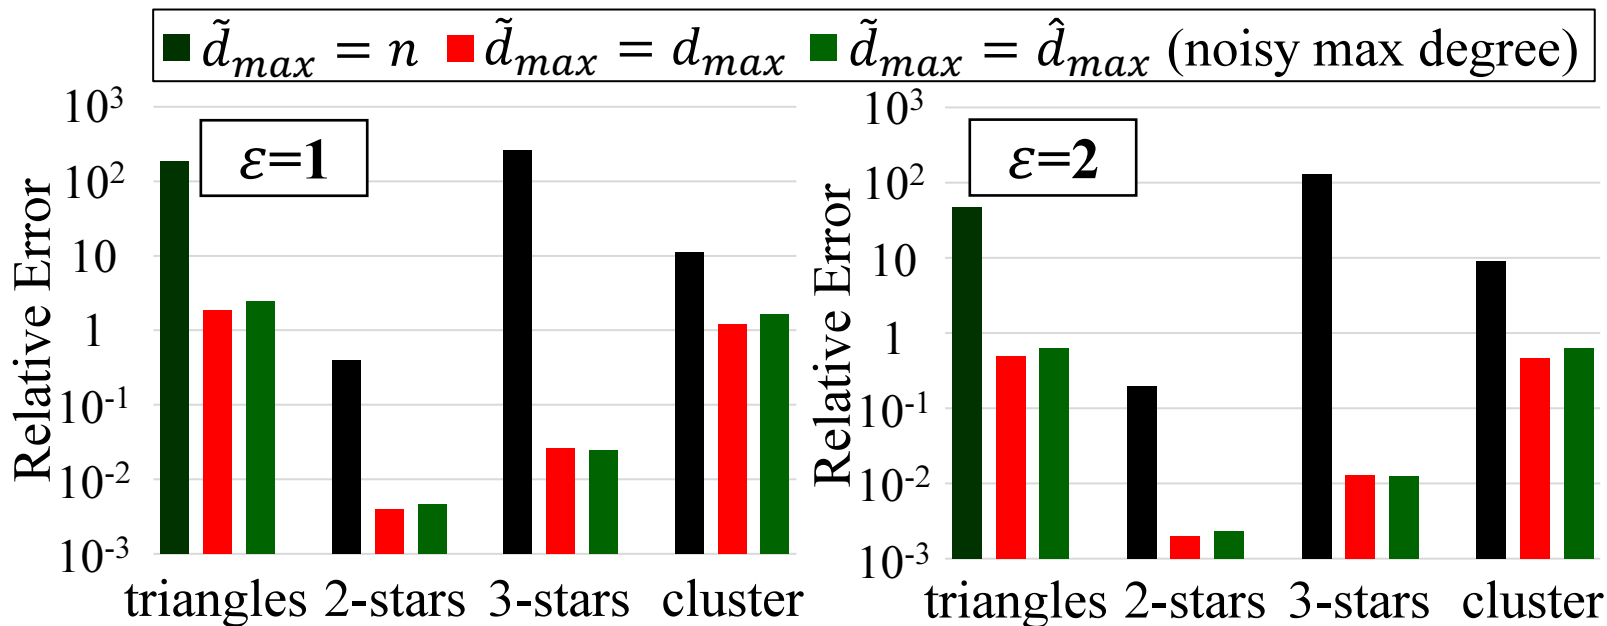 d̃max = n d̃max = dmax d̃max = d̂max (noisy max degree)
Relative Error
10³
10²
10
1
10⁻¹
10⁻²
10⁻³
ε=1
triangles 2-stars 3-stars cluster
Relative Error
10³
10²
10
1
10⁻¹
10⁻²
10⁻³
ε=2
triangles 2-stars 3-stars cluster